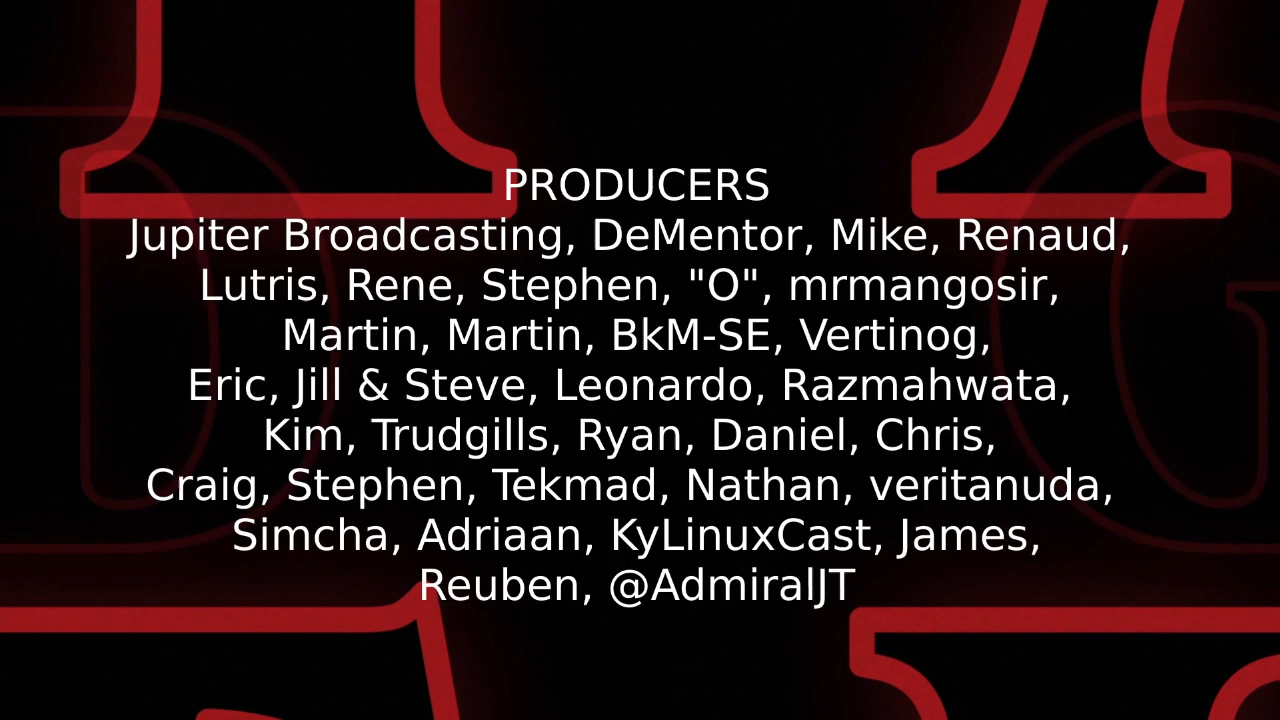 PRODUCERS
Jupiter Broadcasting, DeMentor, Mike, Renaud,
Lutris, Rene, Stephen, "O", mrmangosir,
Martin, Martin, BkM-SE, Vertinog,
Eric, Jill & Steve, Leonardo, Razmahwata,
Kim, Trudgills, Ryan, Daniel, Chris,
Craig, Stephen, Tekmad, Nathan, veritanuda,
Simcha, Adriaan, KyLinuxCast, James,
Reuben, @AdmiralJT